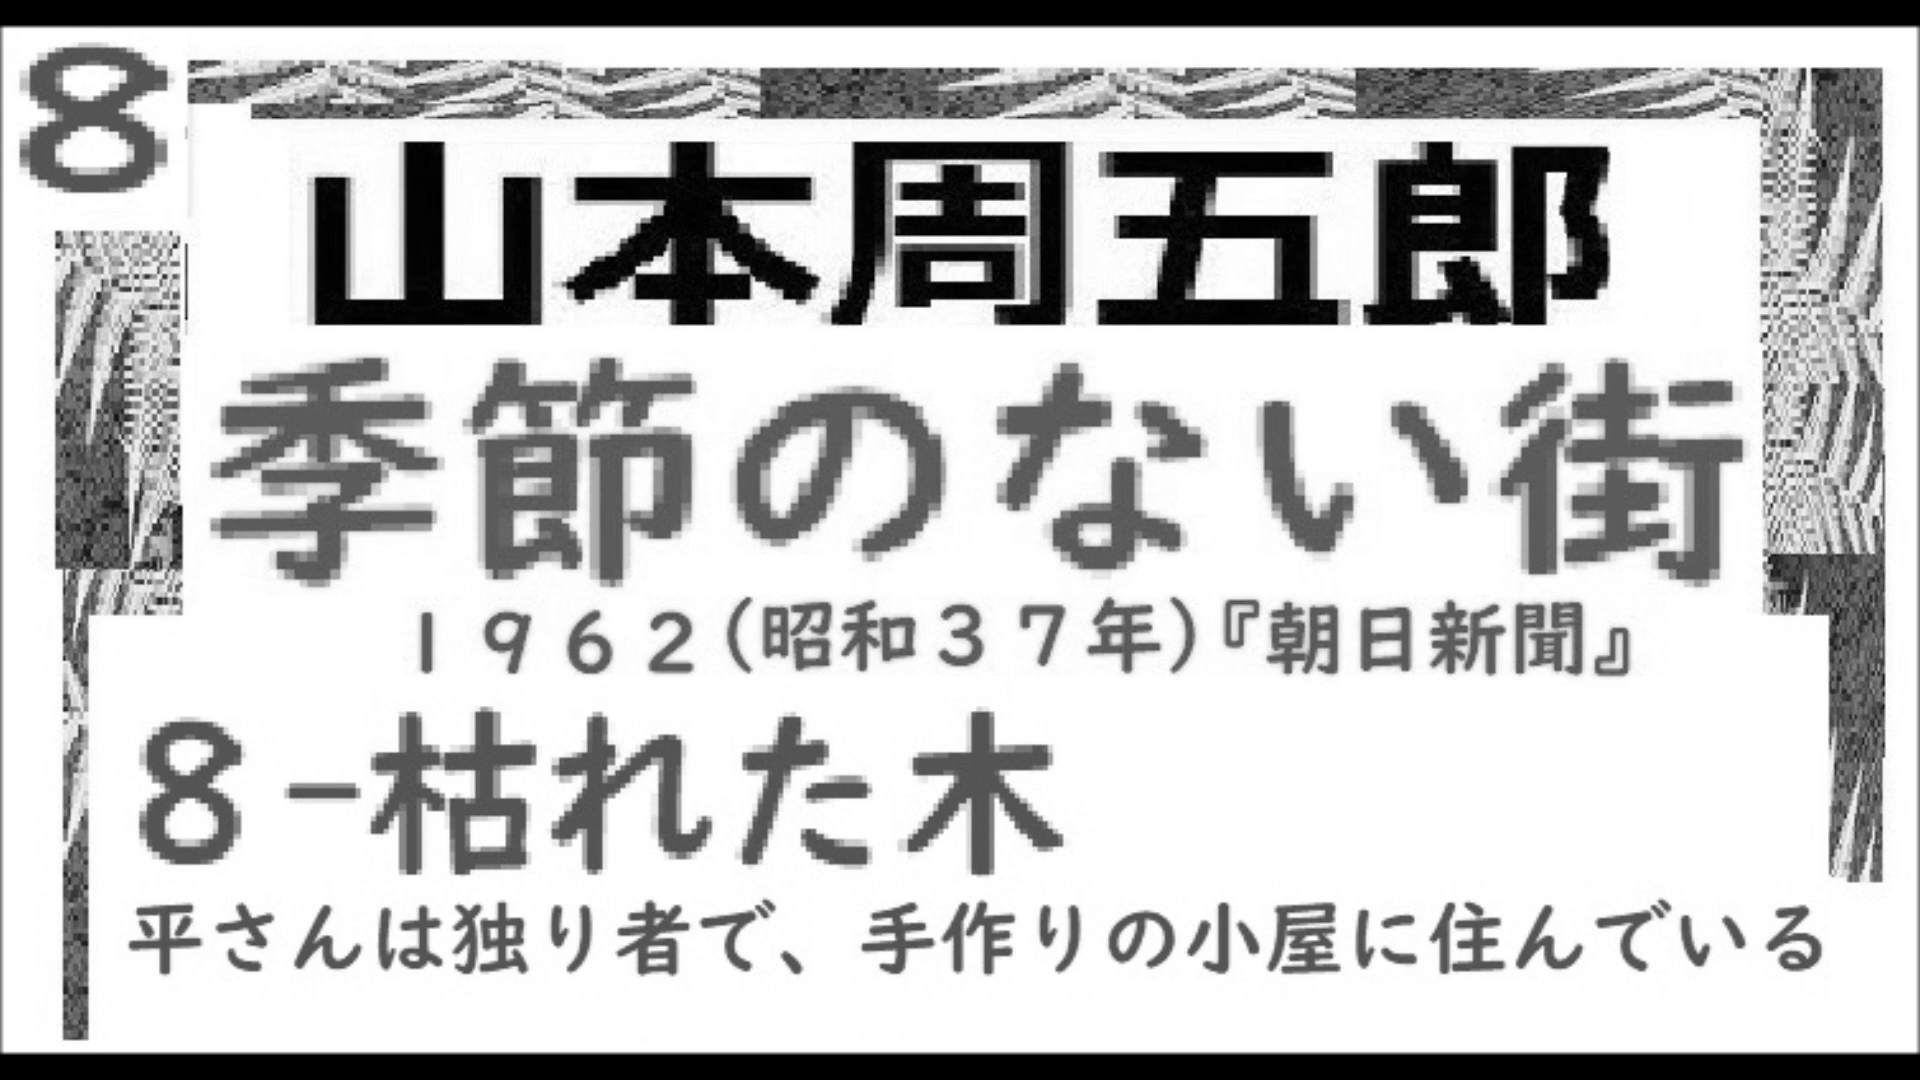 8
山本周五郎
季節のない街
１９６２(昭和３７年)『朝日新聞』
８-枯れた木
平さんは独り者で、手作りの小屋に住んでいる